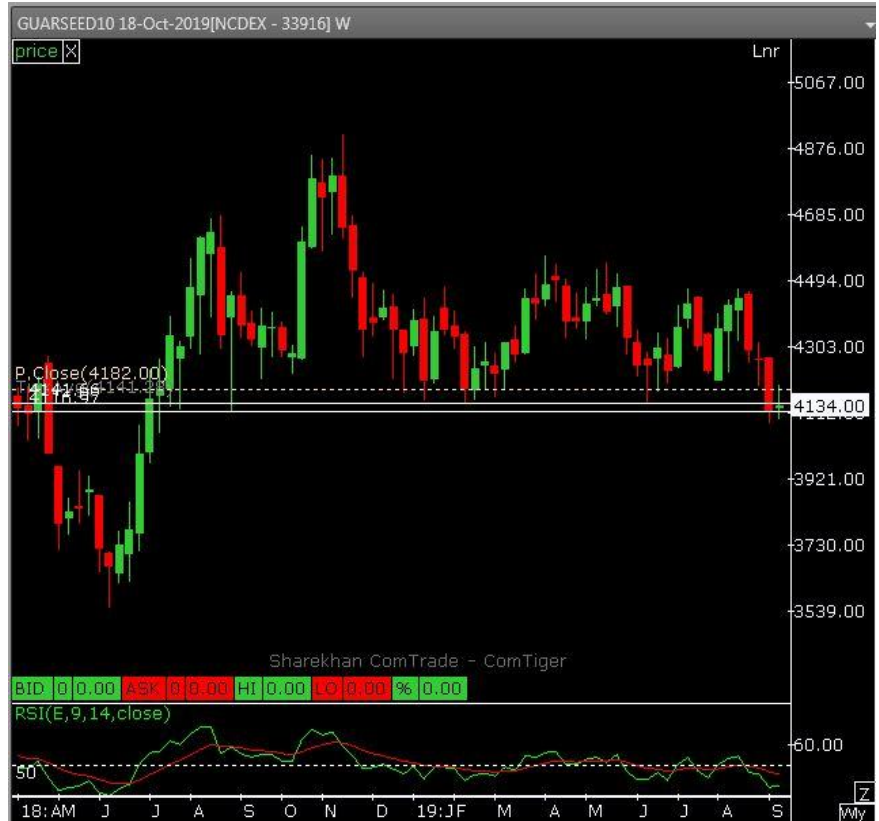 GUARSEED10 18-Oct-2019[NCDEX - 33916] W
price X
Lnr
5067.00
4876.00
4685.00
4494.00
4303.00
P,Close(4182.00)
4134.00
3921.00
3730.00
3539.00
Sharekhan ComTrade - ComTiger
BID 0 0.00 ASK 0 0.00 HI 0.00 LO 0.00 % 0.00
RSI(E,9,14,close)
60.00
50
18:AM J J A S O N D 19:JF M A M J J A S
Z
Wly